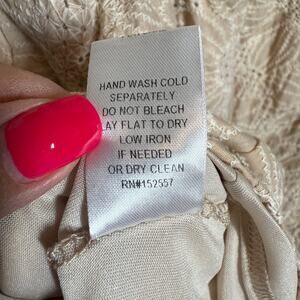 HAND WASH COLD
SEPARATELY
DO NOT BLEACH
AY FLAT TO DRY
LOW IRON
IF NEEDED
OR DRY CLEAN
RN#152557